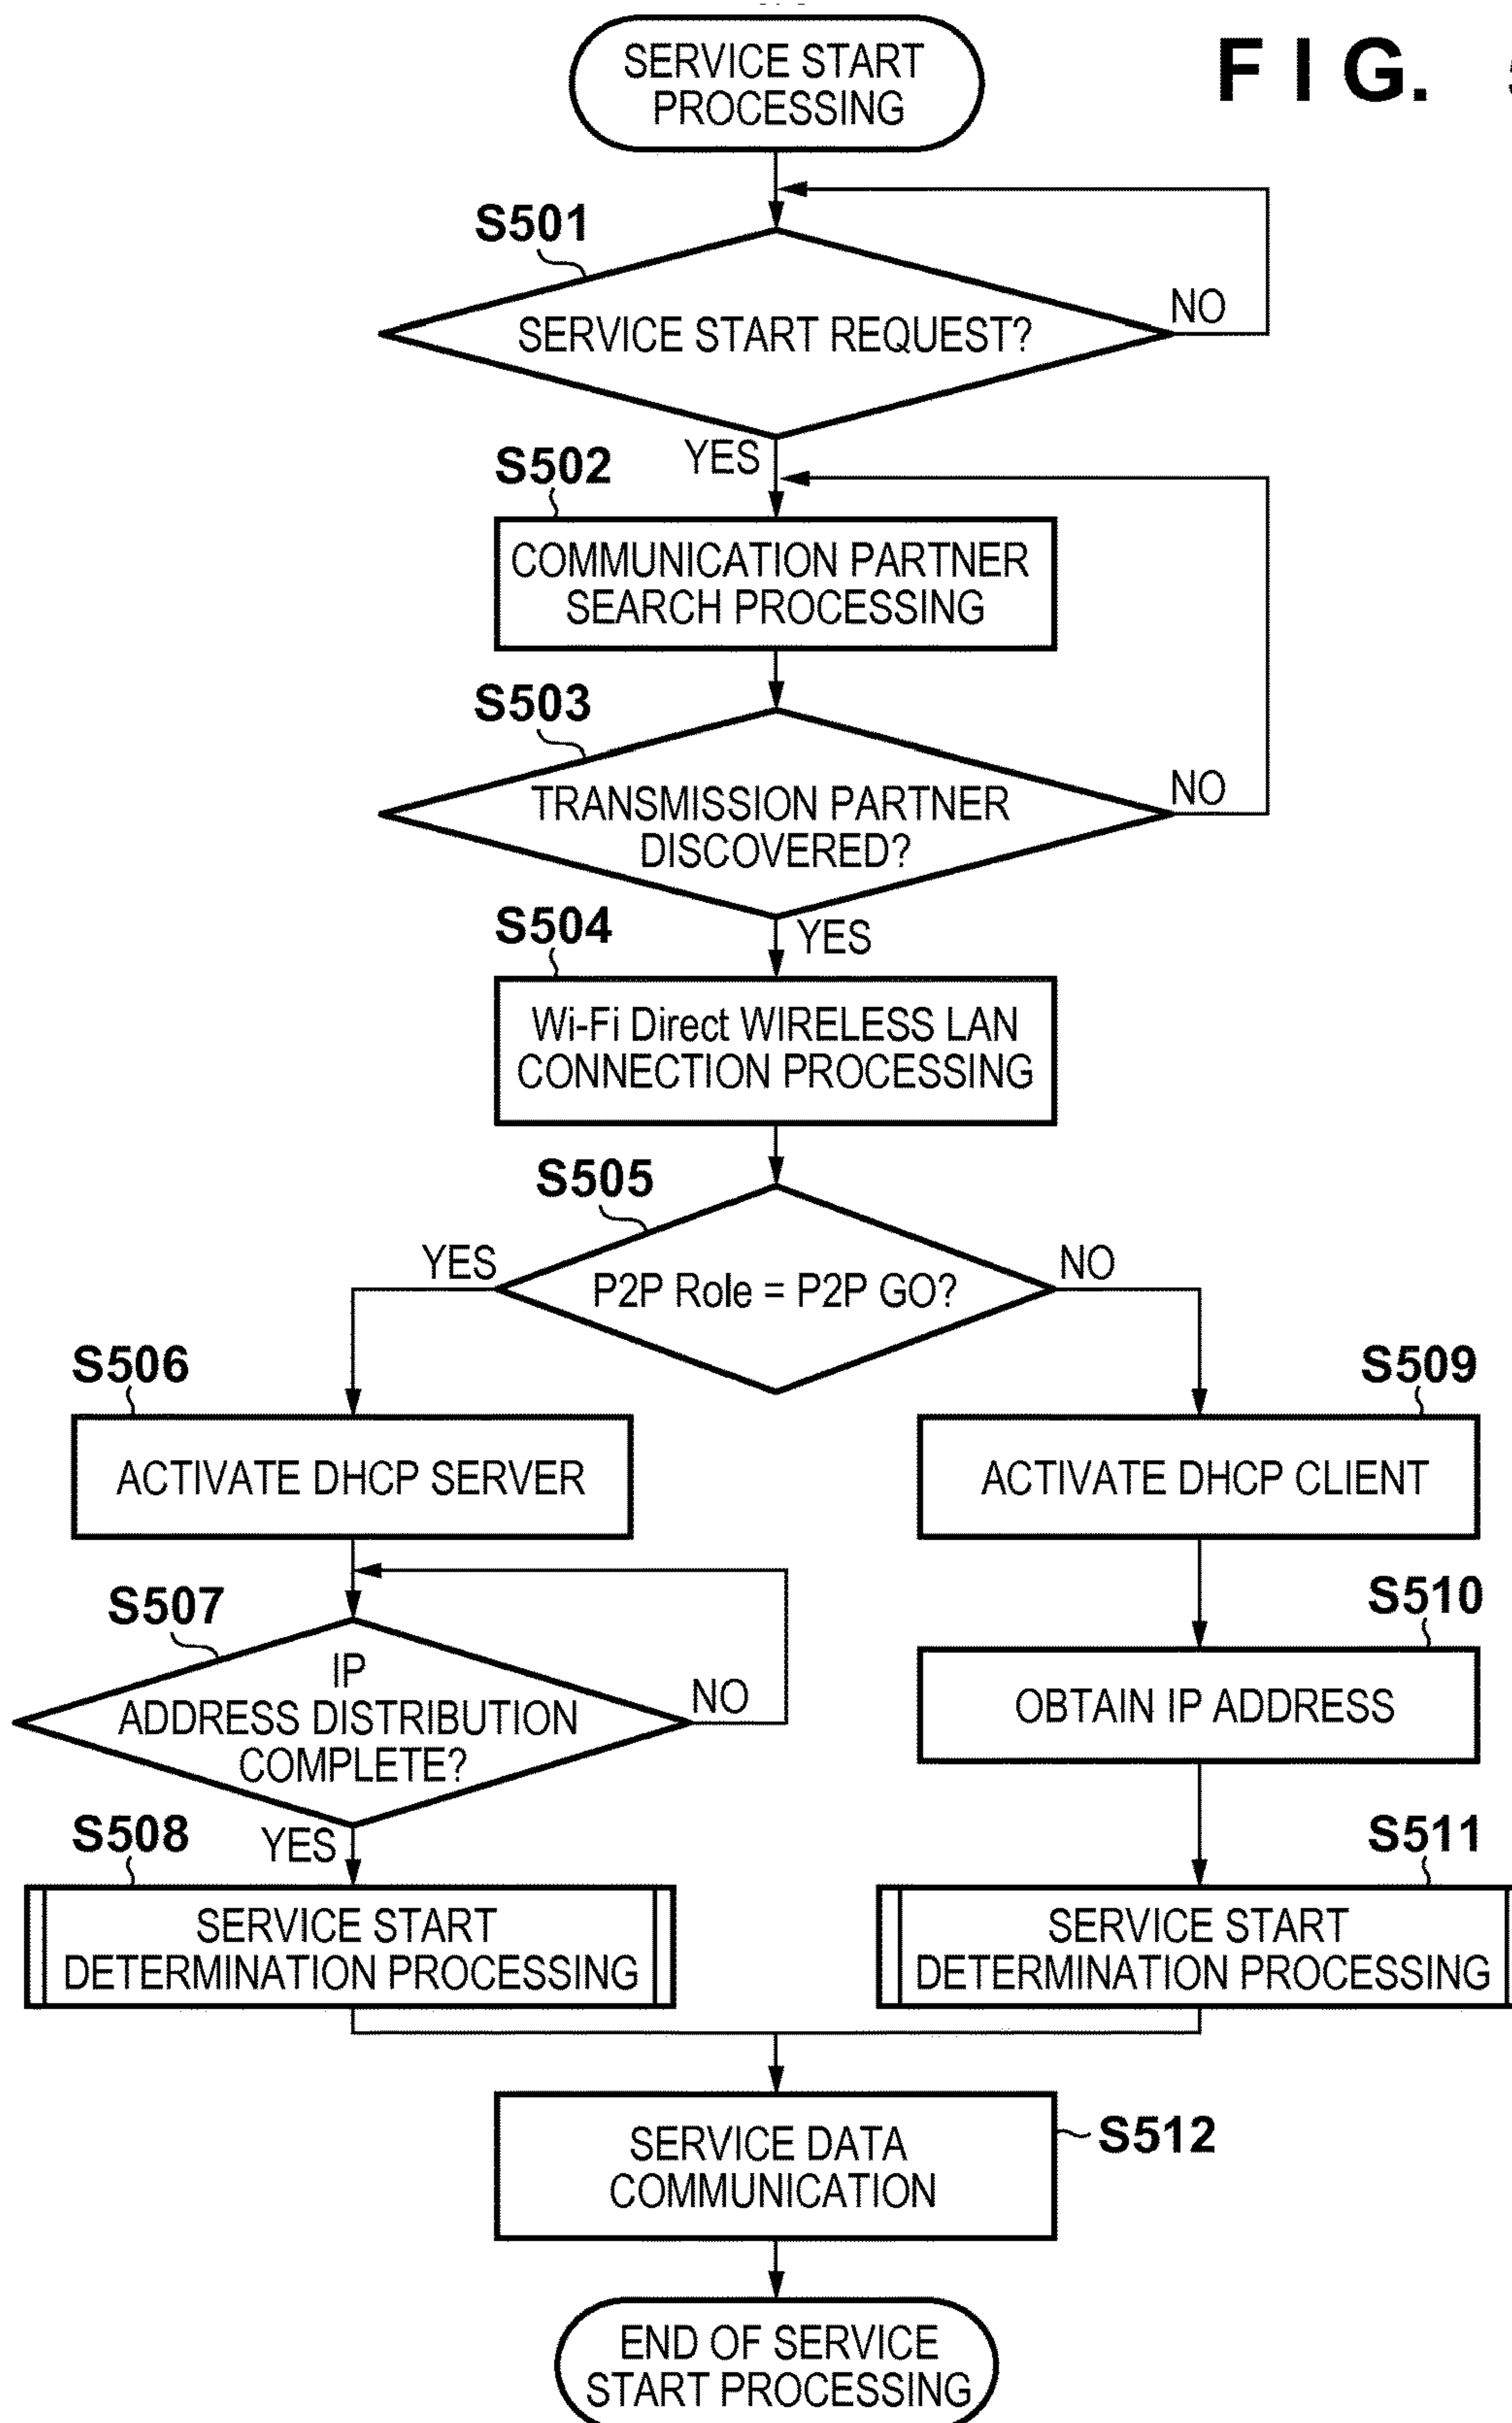 SERVICE START
PROCESSING
FIG.
S501
SERVICE START REQUEST?
NO
YES
S502
COMMUNICATION PARTNER
SEARCH PROCESSING
S503
TRANSMISSION PARTNER
DISCOVERED?
NO
YES
S504
Wi-Fi Direct WIRELESS LAN
CONNECTION PROCESSING
S505
P2P Role = P2P GO?
YES
NO
S506
ACTIVATE DHCP SERVER
S509
ACTIVATE DHCP CLIENT
S507
IP
ADDRESS DISTRIBUTION
COMPLETE?
NO
YES
S510
OBTAIN IP ADDRESS
S508
SERVICE START
DETERMINATION PROCESSING
S511
SERVICE START
DETERMINATION PROCESSING
SERVICE DATA
COMMUNICATION
S512
END OF SERVICE
START PROCESSING